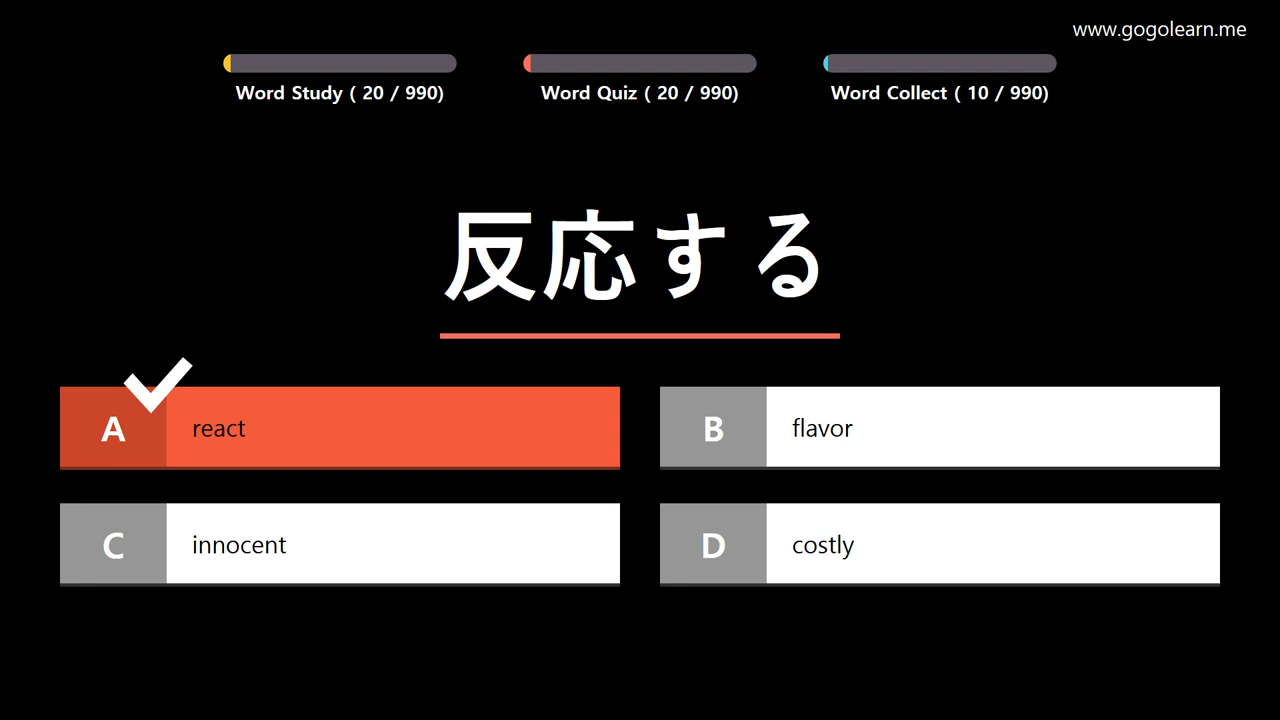 www.gogolearn.me
Word Study ( 20 / 990)
Word Quiz ( 20 / 990)
Word Collect ( 10 / 990)
反応する
A react
B flavor
C innocent
D costly